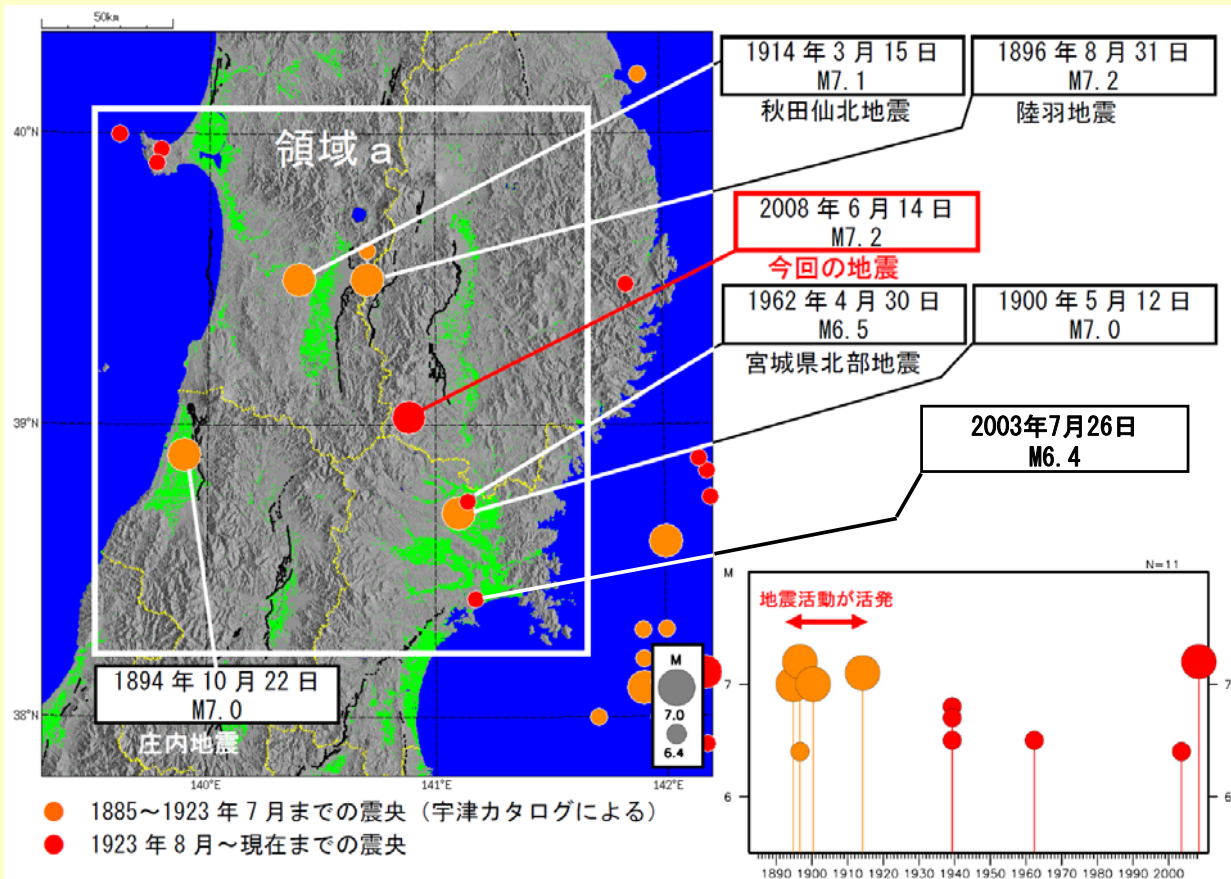 50km
1914 年 3 月 15 日
M7.1
秋田仙北地震
1896 年 8 月 31 日
M7.2
陸羽地震
40°N
領域 a
2008 年 6 月 14 日
M7.2
今回の地震
1962 年 4 月 30 日
M6.5
宮城県北部地震
1900 年 5 月 12 日
M7.0
39°N
2003年7月26日
M6.4
1894 年 10 月 22 日
M7.0
庄内地震
38°N
M
7.0
6.4
140°E
141°E
142°E
N=11
M
地震活動が活発
7
7
6
6
1890 1900 1910 1920 1930 1940 1950 1960 1970 1980 1990 2000
1885～1923 年 7 月までの震央（宇津カタログによる）
1923 年 8 月～現在までの震央